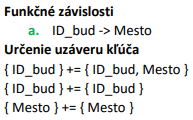 Funkčné závislosti
a. ID_bud -> Mesto
Určenie uzáveru kľúča
{ ID_bud } += { ID_bud, Mesto }
{ ID_bud } += { ID_bud }
{ Mesto } += { Mesto }